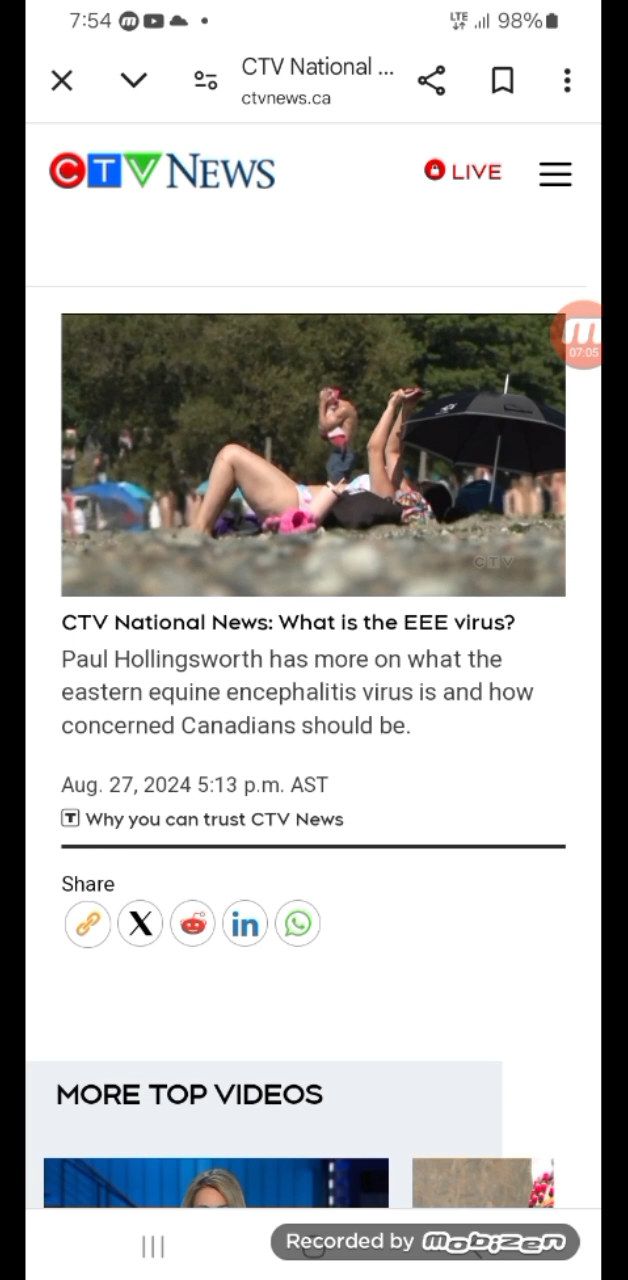 7:54
LTE 98%
CTV National ...
ctvnews.ca
CTV NEWS
LIVE
07:05
CTV
CTV National News: What is the EEE virus?
Paul Hollingsworth has more on what the
eastern equine encephalitis virus is and how
concerned Canadians should be.
Aug. 27, 2024 5:13 p.m. AST
T Why you can trust CTV News
Share
X in
MORE TOP VIDEOS
Recorded by mobizen